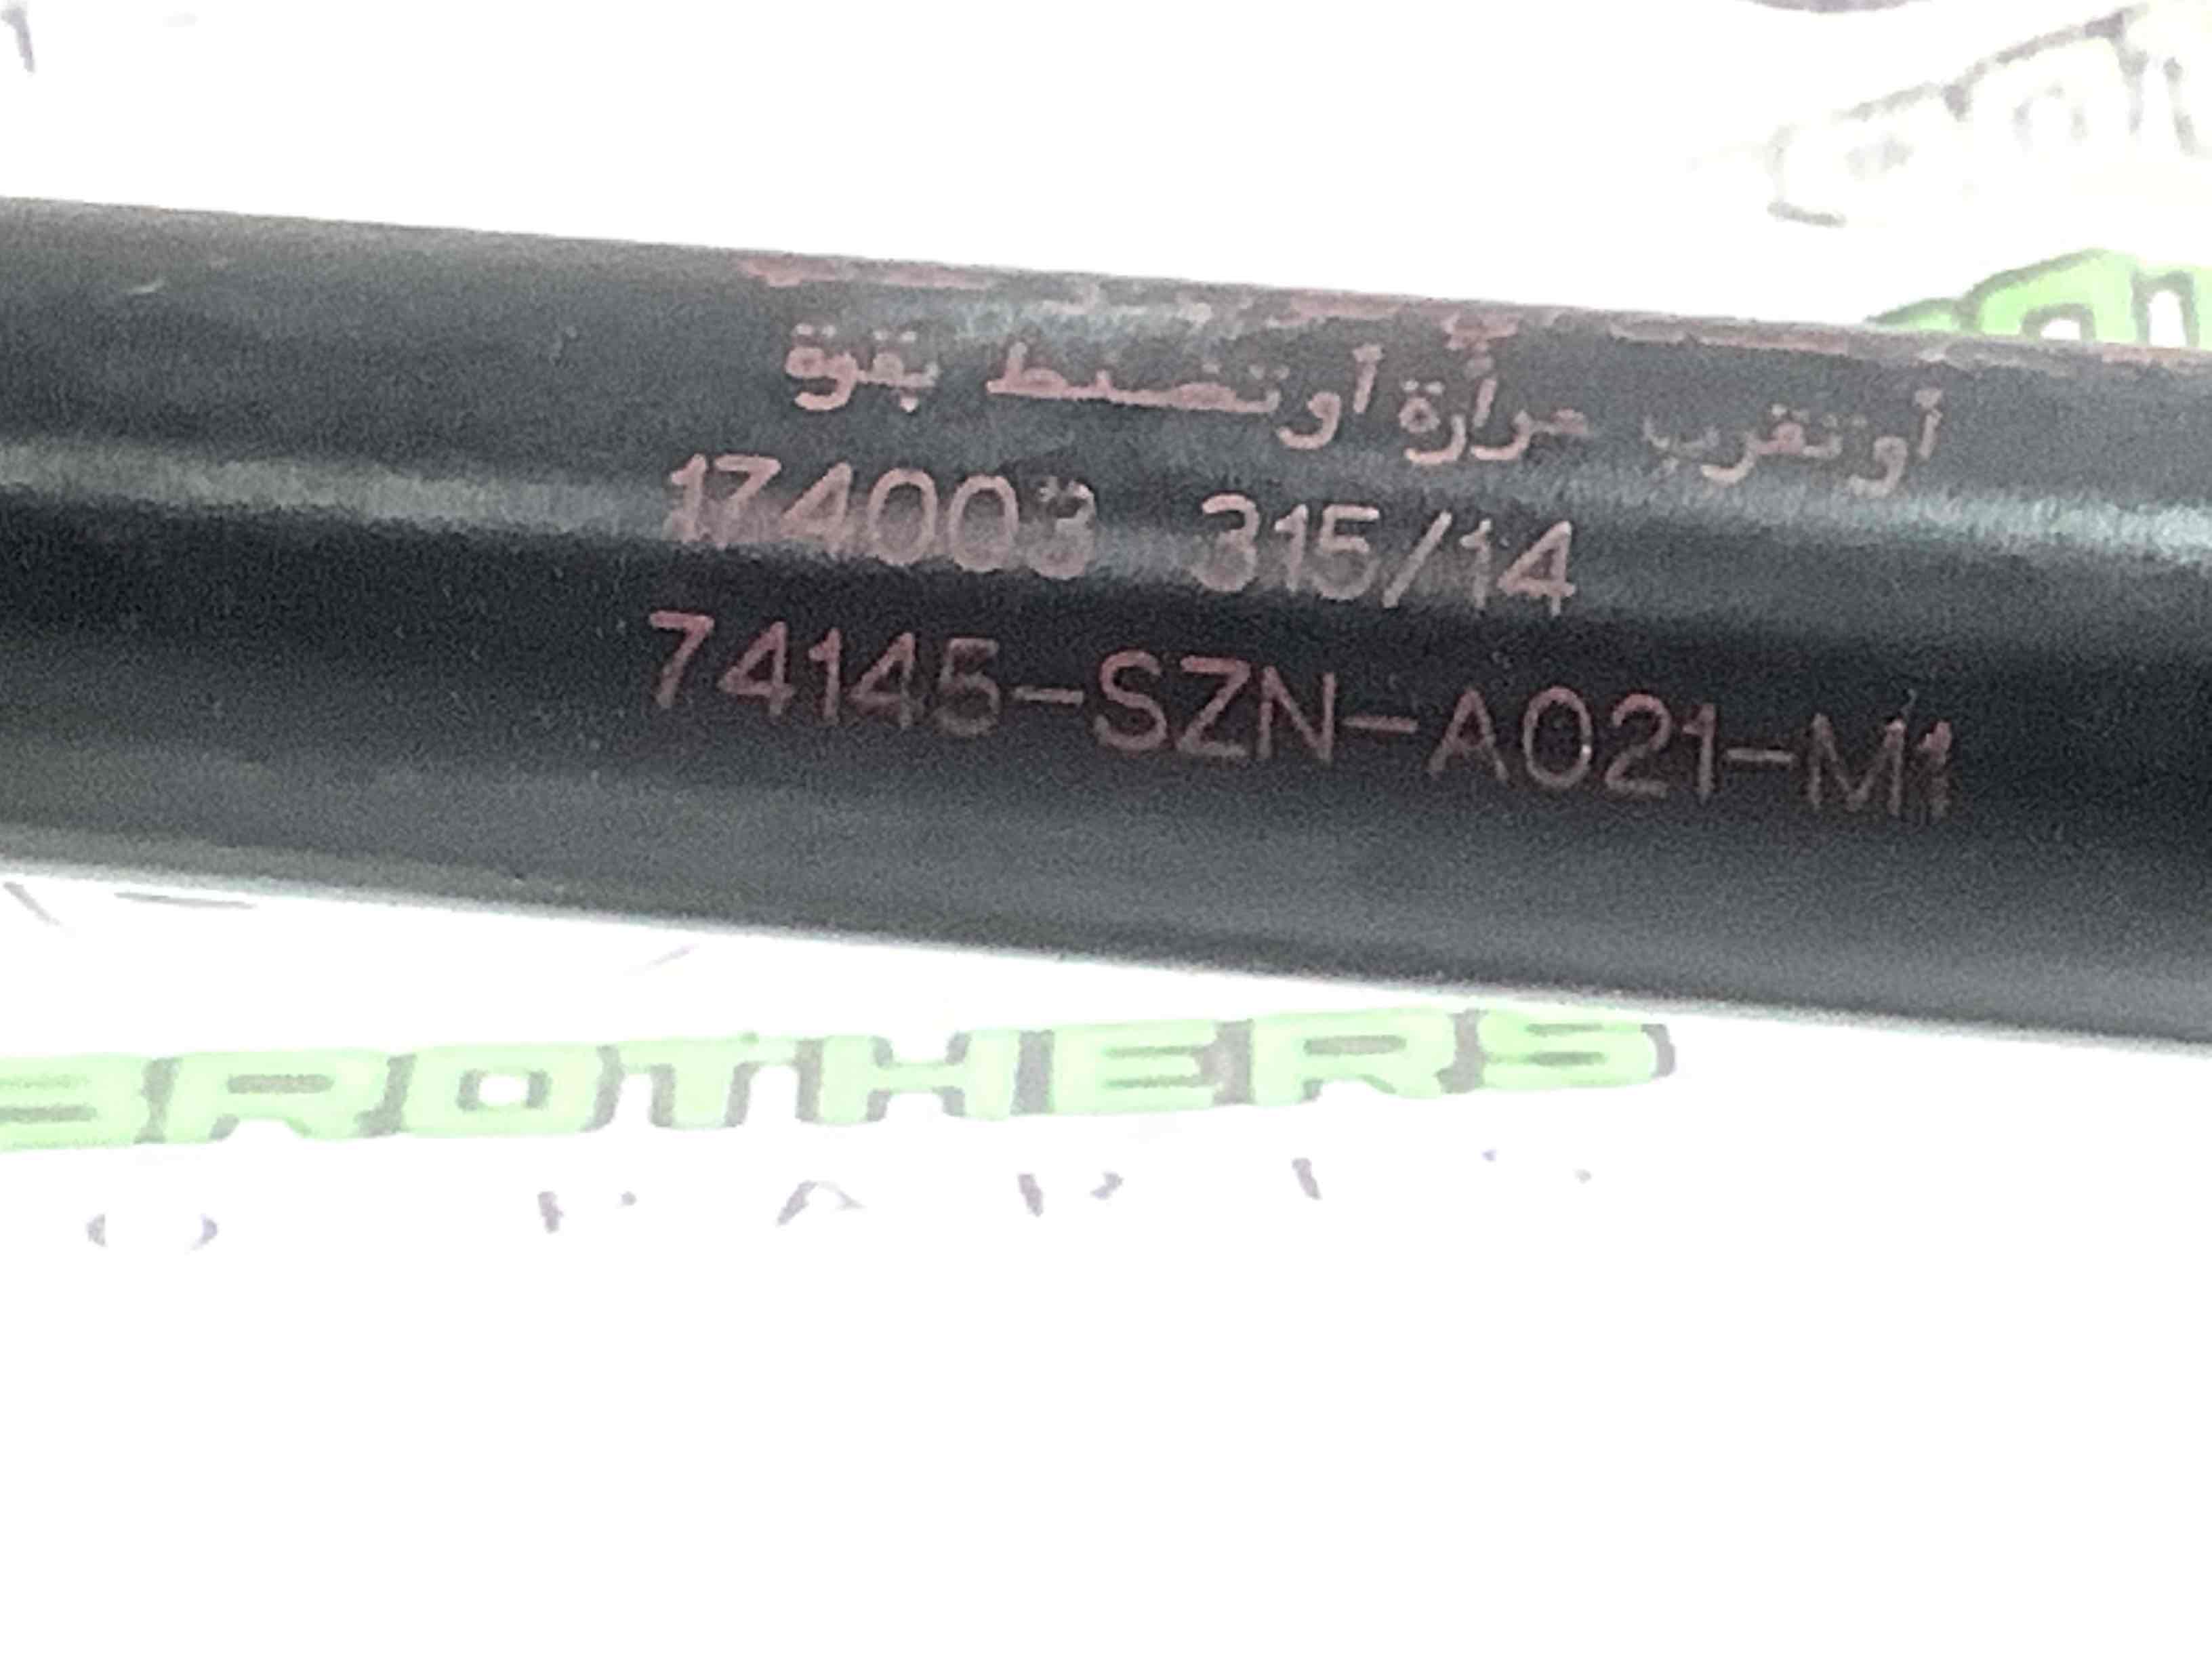 أو تقرب حرارة أو تضغط بقوة
174003 315/14
74145-SZN-A021-M1
BROTHERS